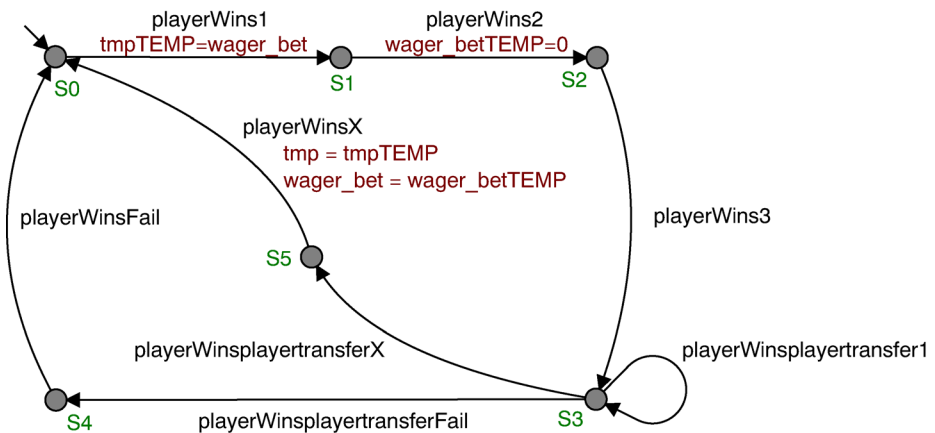 playerWins1
tmpTEMP=wager_bet
playerWins2
wager_betTEMP=0
S0
S1
S2
playerWinsX
tmp = tmpTEMP
wager_bet = wager_betTEMP
playerWinsFail
playerWins3
S5
playerWinsplayertransferX
playerWinsplayertransfer1
playerWinsplayertransferFail
S4
S3